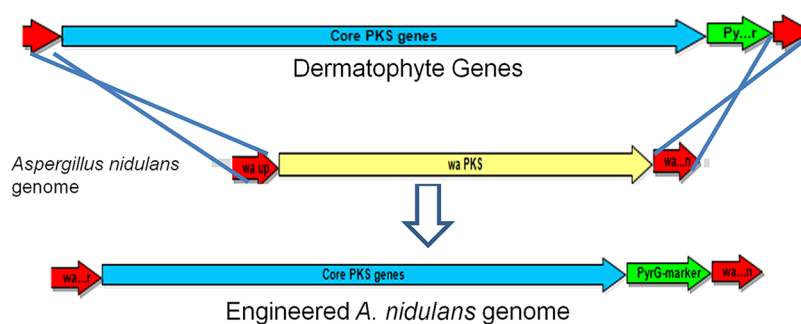 Core PKS genes
Py...r
Dermatophyte Genes
Aspergillus nidulans
genome
wa up
wa PKS
wa...n
wa...r
Core PKS genes
PyrG-marker
wa...n
Engineered A. nidulans genome